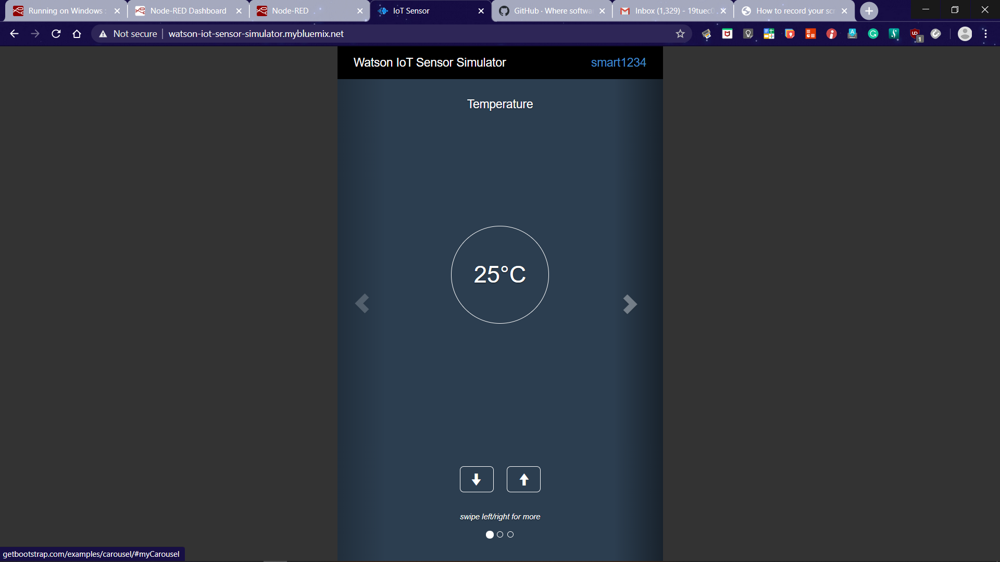 Running on Windows :
Node-RED Dashboard
Node-RED
IoT Sensor
GitHub · Where softwa
Inbox (1,329) - 19tuec0
How to record your scr
Not secure
watson-iot-sensor-simulator.mybluemix.net
1
Watson IoT Sensor Simulator
smart1234
Temperature
25°C
swipe left/right for more
getbootstrap.com/examples/carousel/#myCarousel